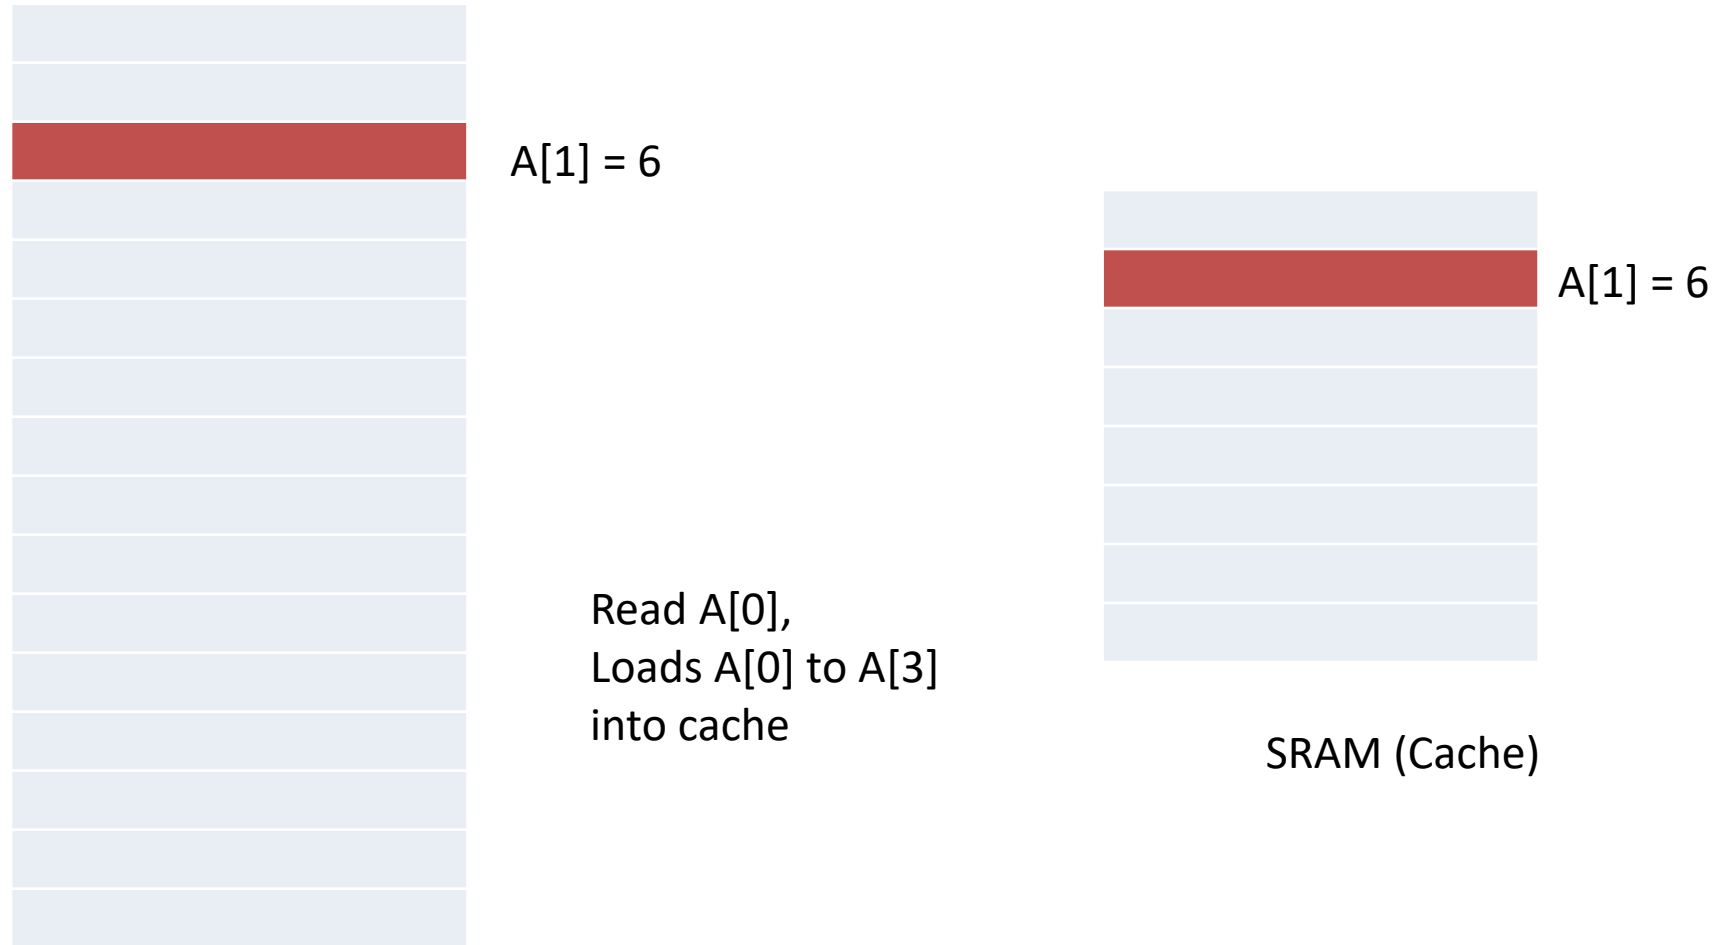 A[1] = 6
A[1] = 6
Read A[0],
Loads A[0] to A[3]
into cache
SRAM (Cache)